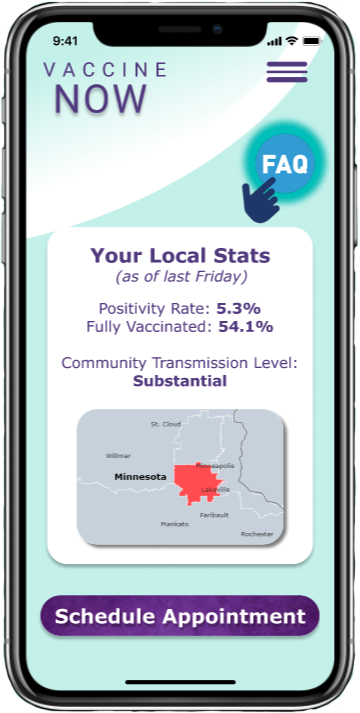 9:41
VACCINE
NOW
FAQ
Your Local Stats
(as of last Friday)
Positivity Rate: 5.3%
Fully Vaccinated: 54.1%
Community Transmission Level:
Substantial
St. Cloud
Willmar
Minneapolis
Minnesota
Lakeville
Faribault
Mankato
Rochester
Schedule Appointment